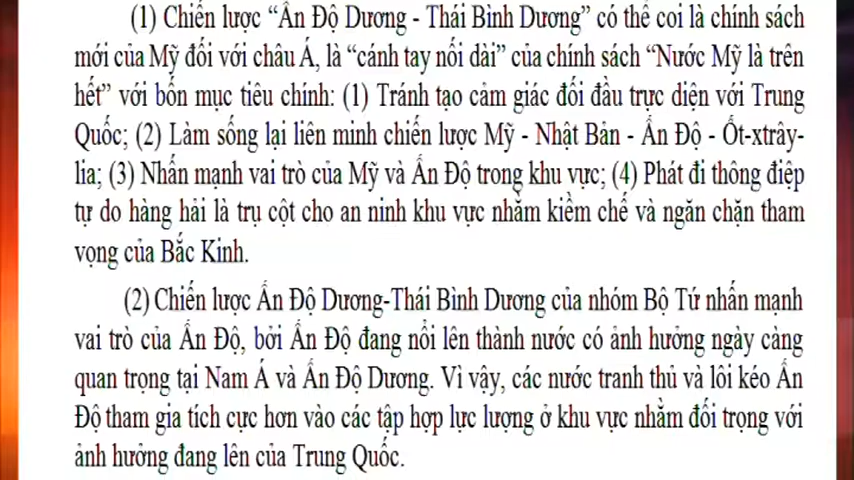 (1) Chiến lược “Ấn Độ Dương - Thái Bình Dương” có thể coi là chính sách
mới của Mỹ đối với châu Á, là “cánh tay nối dài” của chính sách “Nước Mỹ là trên
hết” với bốn mục tiêu chính: (1) Tránh tạo cảm giác đối đầu trực diện với Trung
Quốc; (2) Làm sống lại liên minh chiến lược Mỹ - Nhật Bản - Ấn Độ - Ốt-xtrây-
lia; (3) Nhấn mạnh vai trò của Mỹ và Ấn Độ trong khu vực; (4) Phát đi thông điệp
tự do hàng hải là trụ cột cho an ninh khu vực nhằm kiềm chế và ngăn chặn tham
vọng của Bắc Kinh.
(2) Chiến lược Ấn Độ Dương-Thái Bình Dương của nhóm Bộ Tứ nhấn mạnh
vai trò của Ấn Độ, bởi Ấn Độ đang nổi lên thành nước có ảnh hưởng ngày càng
quan trọng tại Nam Á và Ấn Độ Dương. Vì vậy, các nước tranh thủ và lôi kéo Ấn
Độ tham gia tích cực hơn vào các tập hợp lực lượng ở khu vực nhằm đối trọng với
ảnh hưởng đang lên của Trung Quốc.